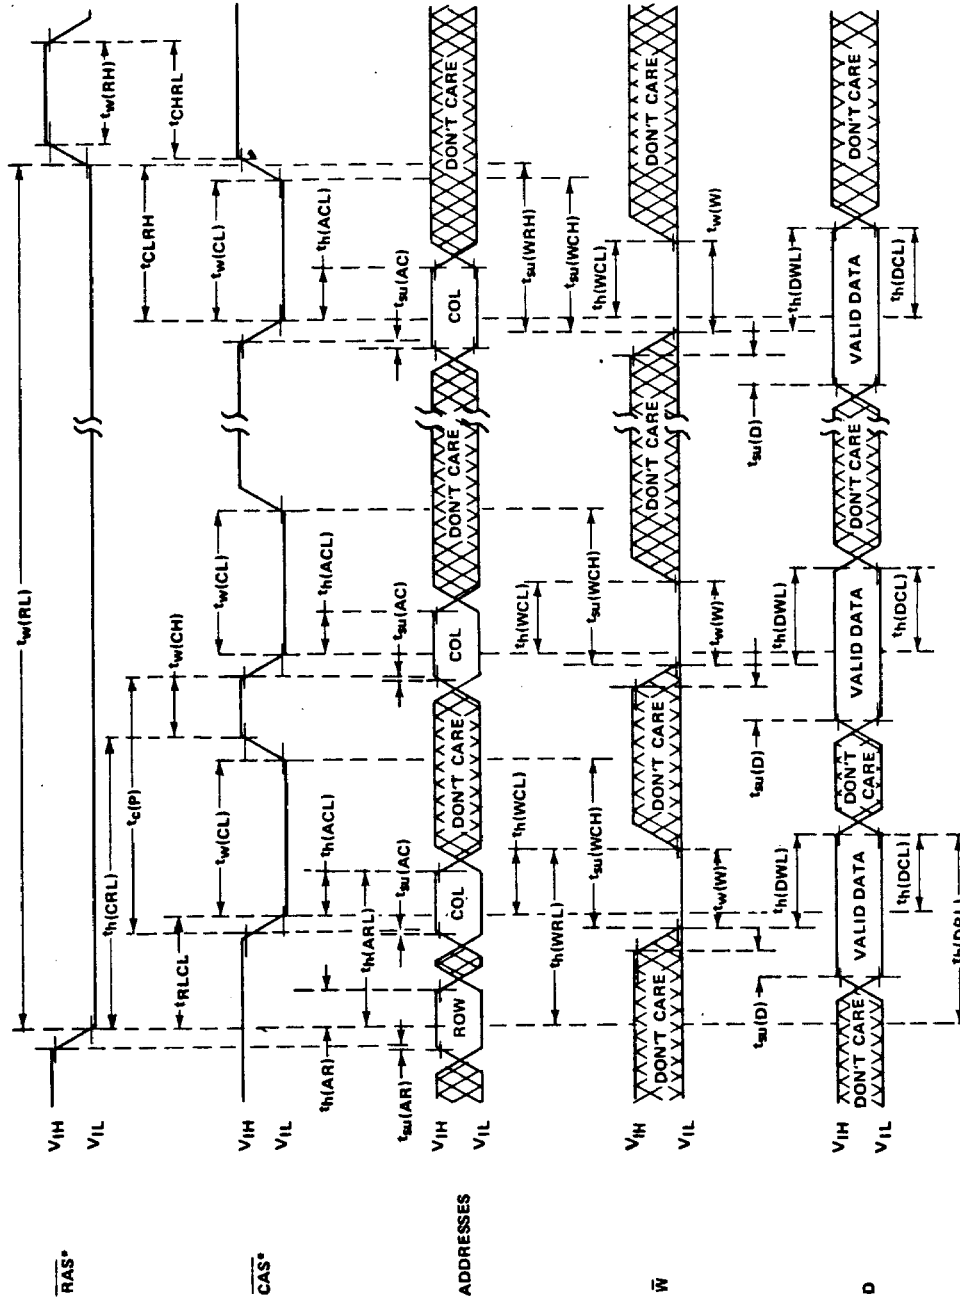 tw(RL)
RAS*
VIH
VIL
tw(RH)
th(CRL)
tc(P)
tw(CH)
tCLRH
tCHRL
tRLCL
tw(CL)
tw(CL)
tw(CL)
CAS*
VIH
VIL
th(AR)
th(ACL)
th(ACL)
th(ACL)
th(ARL)
tsu(AR)
tsu(AC)
tsu(AC)
tsu(AC)
ADDRESSES
VIH
VIL
ROW
COL
DON'T CARE
COL
DON'T CARE
COL
DON'T CARE
th(WCL)
tsu(WRH)
th(WRL)
th(WCL)
tsu(WCH)
tsu(WCH)
tsu(WCH)
th(WCL)
W
VIH
VIL
DON'T CARE
DON'T CARE
DON'T CARE
DON'T CARE
tw(W)
tw(W)
tw(W)
tsu(D)
tsu(D)
tsu(D)
th(DWL)
th(DWL)
th(DWL)
D
VIH
VIL
DON'T CARE
VALID DATA
DON'T
CARE
VALID DATA
DON'T CARE
VALID DATA
DON'T CARE
th(DCL)
th(DCL)
th(DCL)